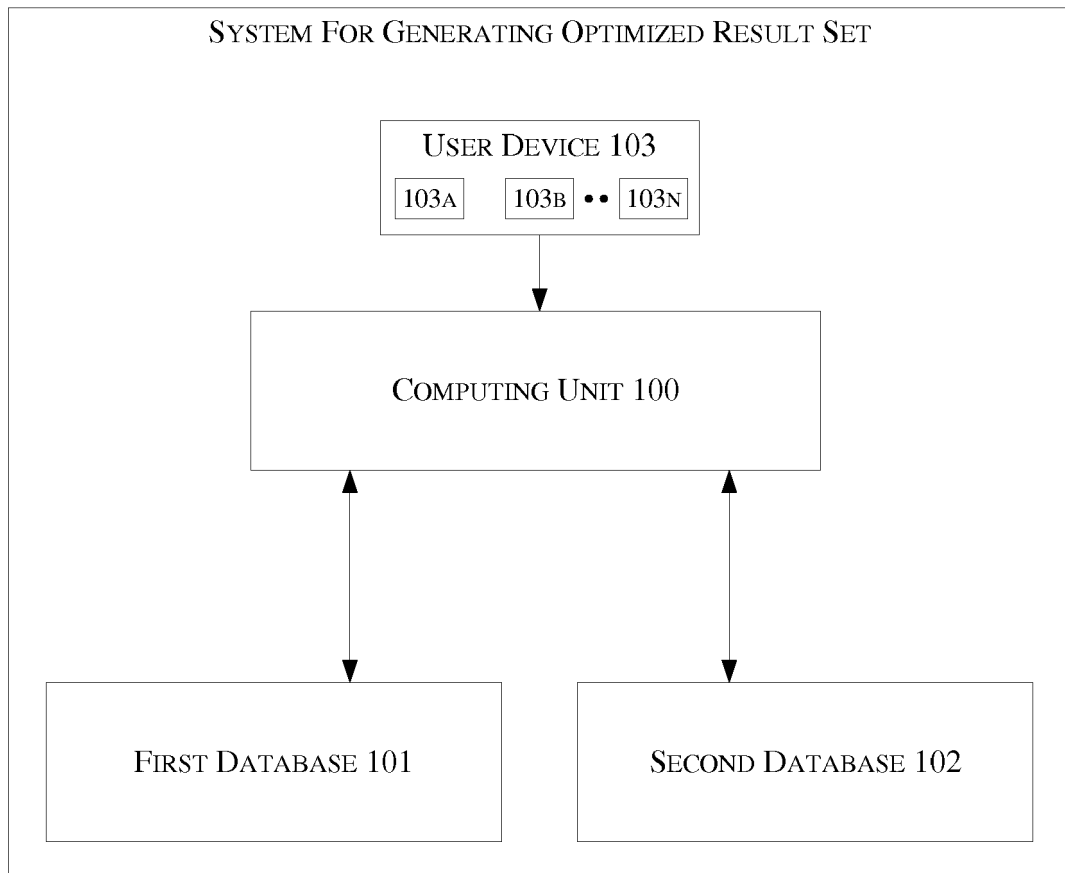 SYSTEM FOR GENERATING OPTIMIZED RESULT SET
USER DEVICE 103
103A 103B •• 103N
COMPUTING UNIT 100
FIRST DATABASE 101
SECOND DATABASE 102